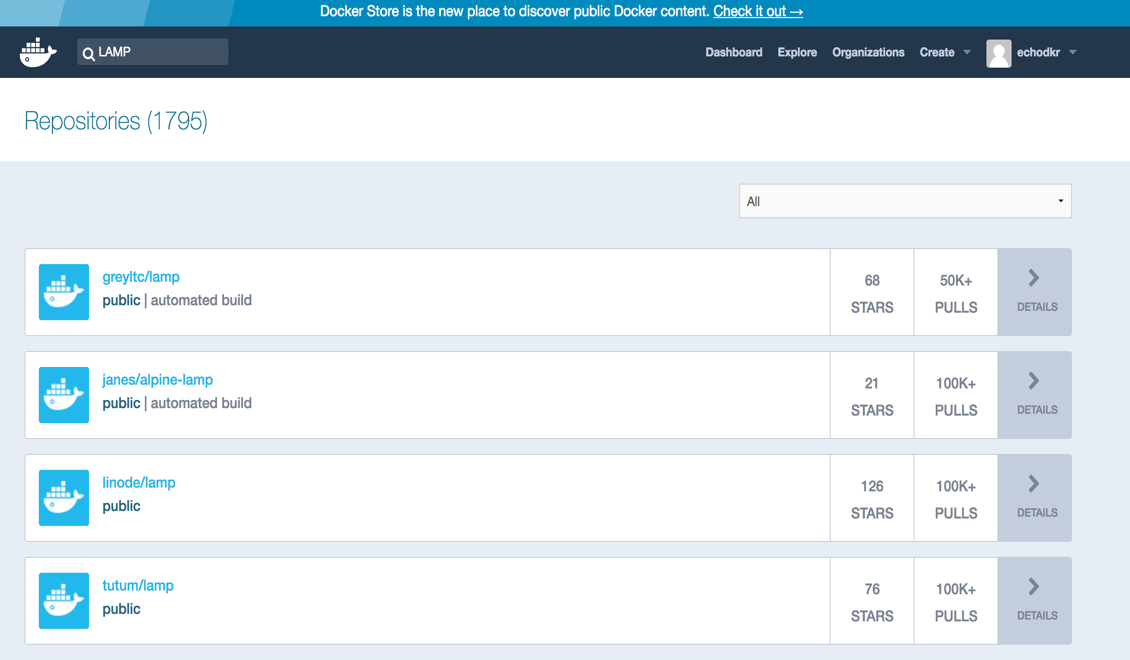 Docker Store is the new place to discover public Docker content. Check it out →
LAMP
Dashboard Explore Organizations Create echodkr
Repositories (1795)
All
greyltc/lamp
public | automated build
68
STARS
50K+
PULLS
DETAILS
janes/alpine-lamp
public | automated build
21
STARS
100K+
PULLS
DETAILS
linode/lamp
public
126
STARS
100K+
PULLS
DETAILS
tutum/lamp
public
76
STARS
100K+
PULLS
DETAILS